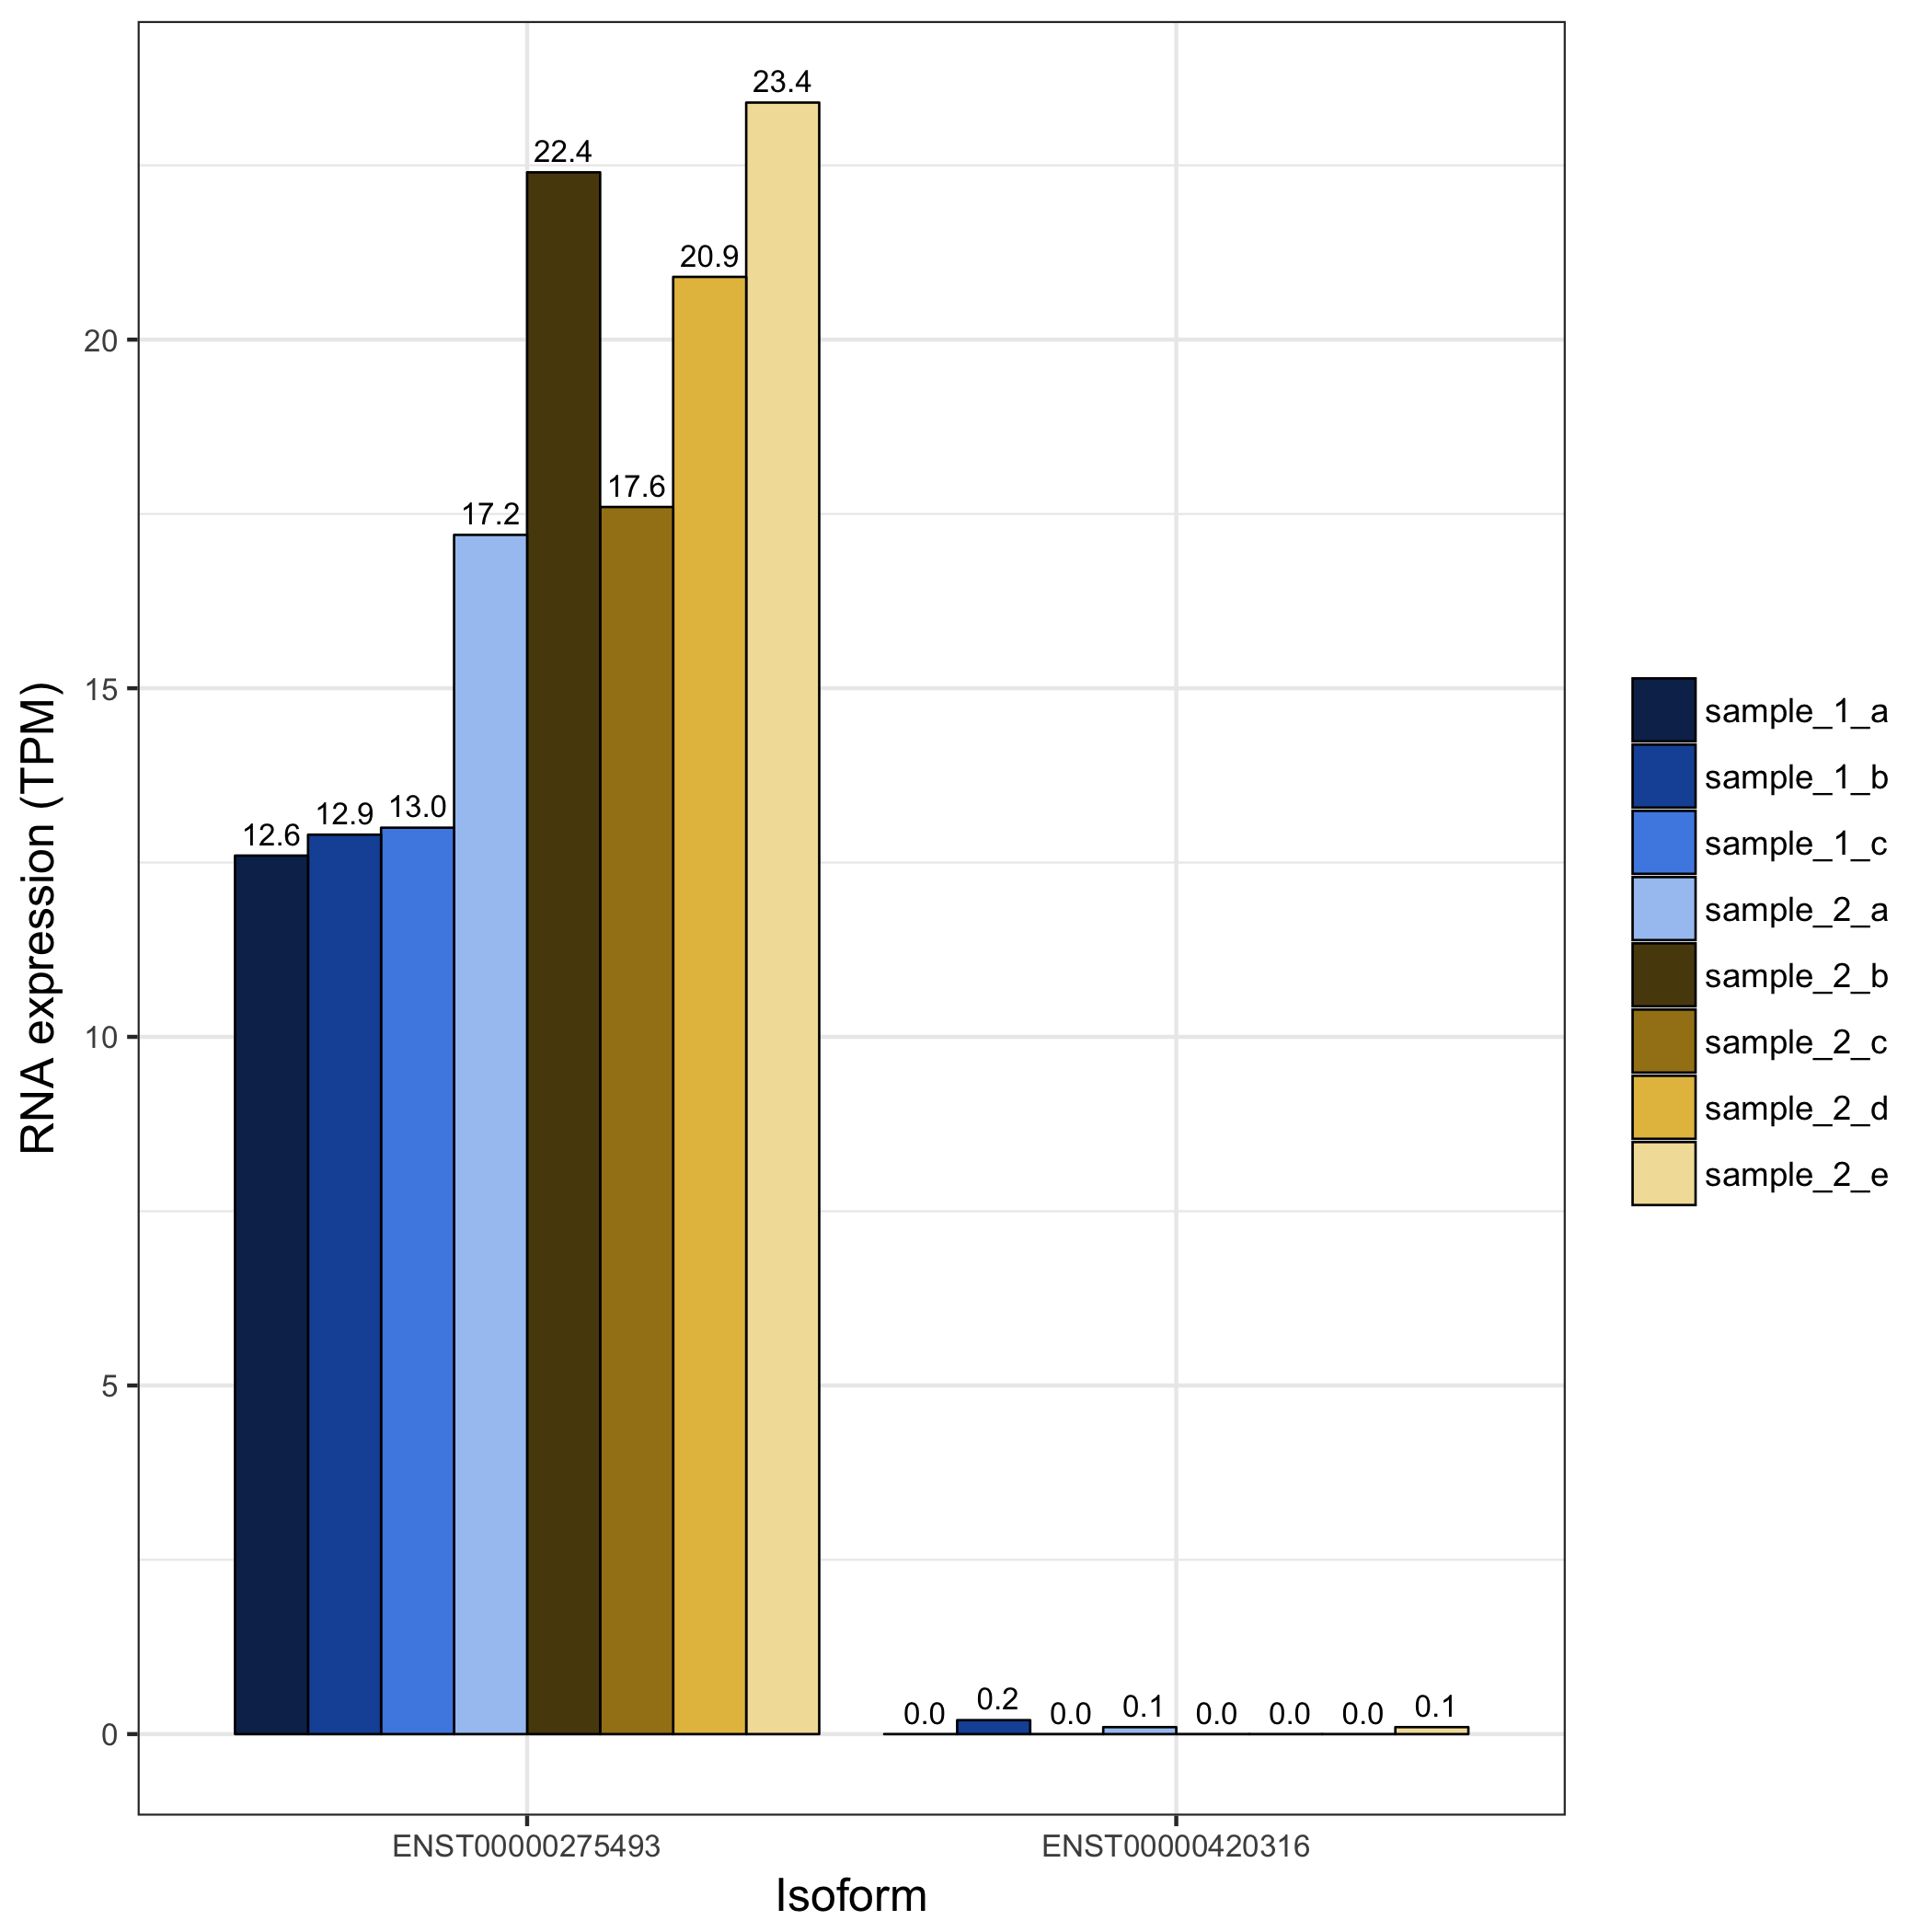 23.4
22.4
20.9
17.6
17.2
13.0
12.9
12.6
0.0
0.2
0.0
0.1
0.0
0.0
0.0
0.1
20
15
10
5
0
RNA expression (TPM)
ENST00000275493
ENST00000420316
Isoform
sample_1_a
sample_1_b
sample_1_c
sample_2_a
sample_2_b
sample_2_c
sample_2_d
sample_2_e